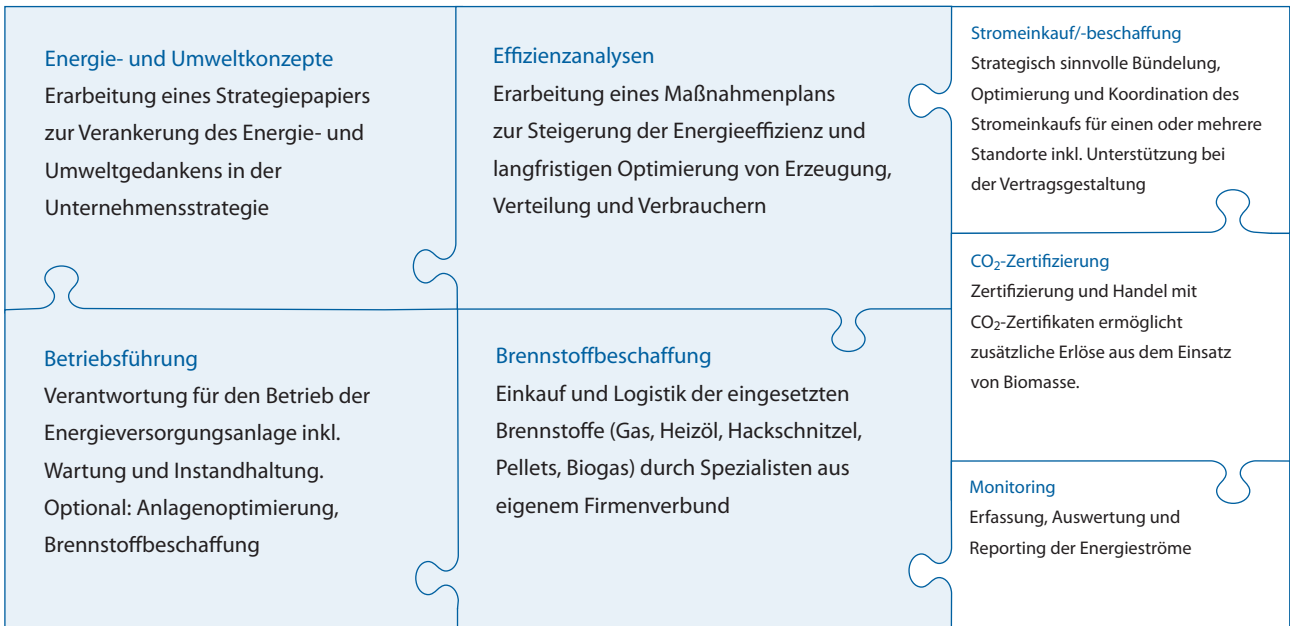 Energie- und Umweltkonzepte
Erarbeitung eines Strategiepapiers
zur Verankerung des Energie- und
Umweltgedankens in der
Unternehmensstrategie
Effizienzanalysen
Erarbeitung eines Maßnahmenplans
zur Steigerung der Energieeffizienz und
langfristigen Optimierung von Erzeugung,
Verteilung und Verbrauchern
Stromeinkauf/-beschaffung
Strategisch sinnvolle Bündelung,
Optimierung und Koordination des
Stromeinkaufs für einen oder mehrere
Standorte inkl. Unterstützung bei
der Vertragsgestaltung
CO₂-Zertifizierung
Zertifizierung und Handel mit
CO₂-Zertifikaten ermöglicht
zusätzliche Erlöse aus dem Einsatz
von Biomasse.
Betriebsführung
Verantwortung für den Betrieb der
Energieversorgungsanlage inkl.
Wartung und Instandhaltung.
Optional: Anlagenoptimierung,
Brennstoffbeschaffung
Brennstoffbeschaffung
Einkauf und Logistik der eingesetzten
Brennstoffe (Gas, Heizöl, Hackschnitzel,
Pellets, Biogas) durch Spezialisten aus
eigenem Firmenverbund
Monitoring
Erfassung, Auswertung und
Reporting der Energieströme